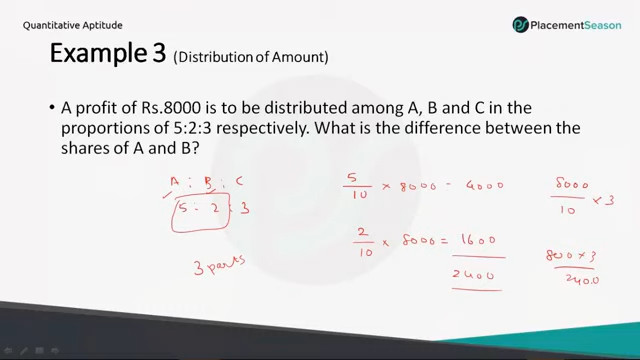 Quantitative Aptitude
PlacementSeason
Example 3 (Distribution of Amount)
• A profit of Rs.8000 is to be distributed among A, B and C in the
proportions of 5:2:3 respectively. What is the difference between the
shares of A and B?
A : B : C
5 : 2 : 3
3 parts
5/10 × 8000 - 4000
2/10 × 8000 = 1600
2400
8000/10 × 3
800 × 3
2400